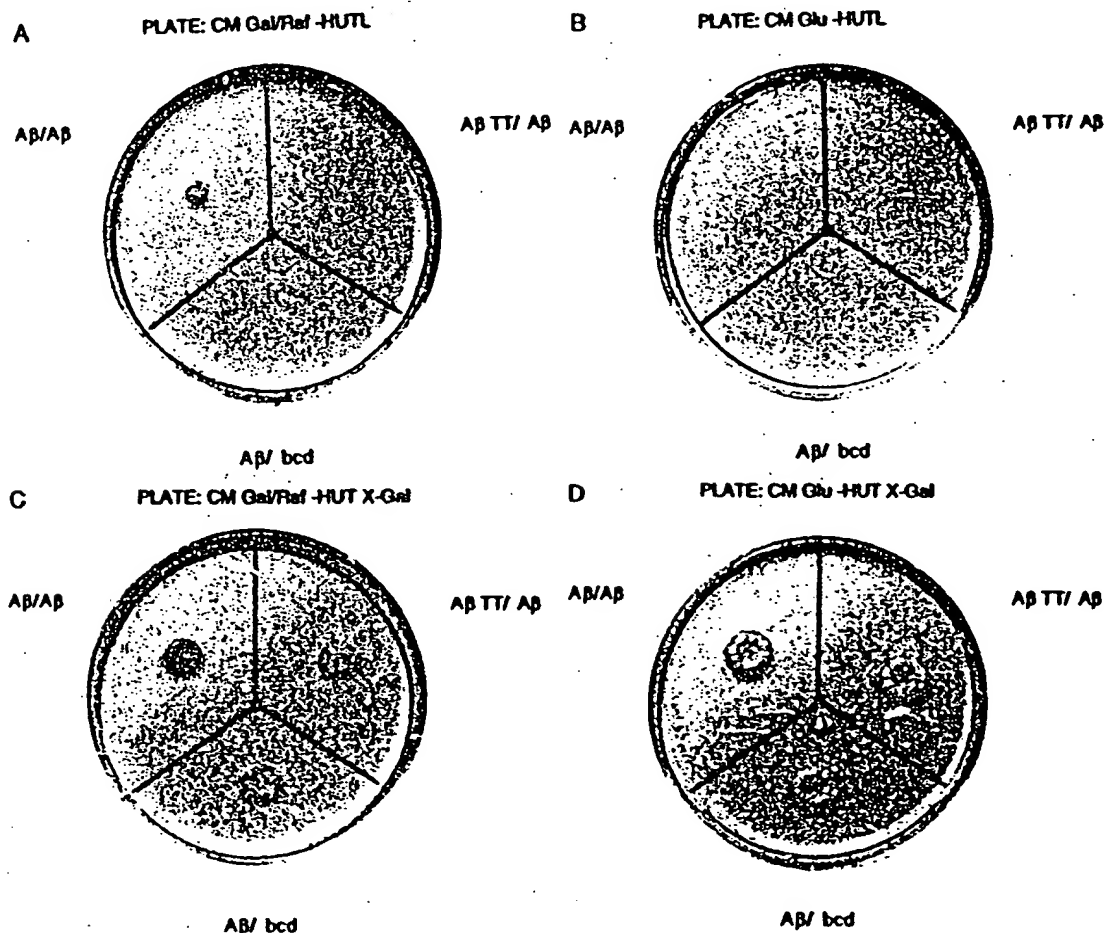 A
PLATE: CM Gal/Raf -HUTL
Aβ/Aβ
Aβ TT/ Aβ
Aβ/ bcd
B
PLATE: CM Glu -HUTL
Aβ/Aβ
Aβ TT/ Aβ
Aβ/ bcd
C
PLATE: CM Gal/Raf -HUT X-Gal
Aβ/Aβ
Aβ TT/ Aβ
Aβ/ bcd
D
PLATE: CM Glu -HUT X-Gal
Aβ/Aβ
Aβ TT/ Aβ
Aβ/ bcd